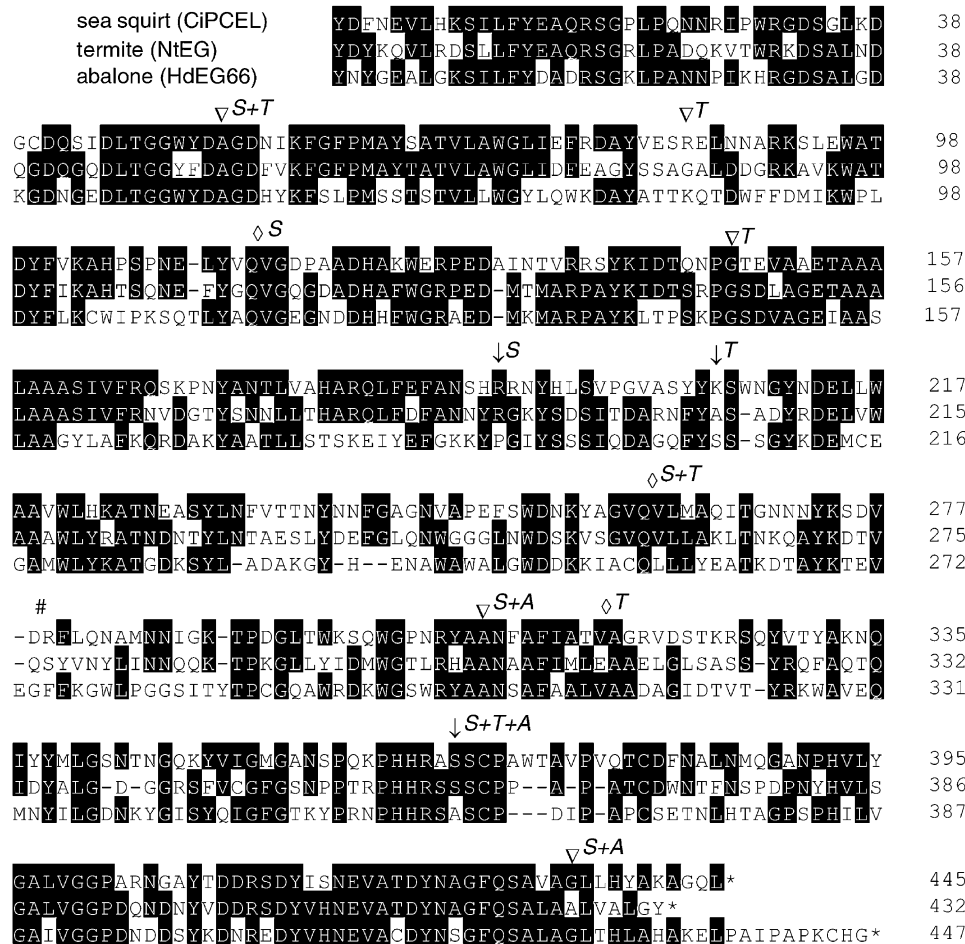 sea squirt (CiPCEL) YDFNEVLHKSILFYEAQRSGPLPQNNRIPWRGDSGLKD 38
termite (NtEG) YDYKQVLRDSLLFYEAQRSGRLPADQKVTWRKDSALND 38
abalone (HdEG66) YNYGEALGKSILFYDADRSGKLPANNPIKHRGDSALGD 38
▽ S+T ▽ T
GCDQSIDLTGGWYDAGDNIKFGFPMAYSATVLAWGLIEFRDAYVESRELNNARKSLEWAT 98
QGDQGQDLTGGYFDAGDFVKFGFPMAYTATVLAWGLIDFEAGYSSAGALDDGRKAVKWAT 98
KGDNGEDLTGGWYDAGDHYKFSLPMSSTSTVLLWGYLQWKDAYATTKQTDWFFDMIKWPL 98
◊ S ▽ T
DYFVKAHPSPNE-LYVQVGDPAADHAKWERPEDAINTVRRSYKIDTQNPGTEVAAETAAA 157
DYFIKAHTSQNE-FYGQVGQGDADHAFWGRPED-MTMARPAYKIDTSRPGSDLAGETAAA 156
DYFLKCWIPKSQTLYAQVGEGNDDHHFWGRAED-MKMARPAYKLTPSKPGSDVAGEIAAS 157
↓ S ↓ T
LAAASIVFRQSKPNYANTLVAHARQLFEFANSHRRNYHLSVPGVASYYKSWNGYNDELLW 217
LAAASIVFRNVDGTYSNNLLTHARQLFDFANNYRGKYSDSITDARNFYAS-ADYRDELVW 215
LAAGYLAFKQRDAKYAATLLSTSKEIYEFGKKYPGIYSSSIQDAGQFYSS-SGYKDEMCE 216
◊ S+T
AAVWLHKATNEASYLNFVTTNYNNFGAGNVAPEFSWDNKYAGVQVLMAQITGNNNYKSDV 277
AAAWLYRATNDNTYLNTAESLYDEFGLQNWGGGLNWDSKVSGVQVLLAKLTNKQAYKDTV 275
GAMWLYKATGDKSYL-ADAKGY-H--ENAWAWALGWDDKKIACQLLLYEATKDTAYKTEV 272
# ▽ S+A ◊ T
-DRFLQNAMNNIGK-TPDGLTWKSQWGPNRYAANFAFIATVAGRVDSTKRSQYVTYAKNQ 335
-QSYVNYLINNQQK-TPKGLLYIDMWGTLRHAANAAFIMLEAAELGLSASS-YRQFAQTQ 332
EGFFKGWLPGGSITYTPCGQAWRDKWGSWRYAANSAFAALVAADAGIDTVT-YRKWAVEQ 331
↓ S+T+A
IYYMLGSNTNGQKYVIGMGANSPQKPHHRASSCPAWTAVPVQTCDFNALNMQGANPHVLY 395
IDYALG-D-GGRSFVCGFGSNPPTRPHHRSSSCPP--A-P-ATCDWNTFNSPDPNYHVLS 386
MNYILGDNKYGISYQIGFGTKYPRNPHHRSASCP---DIP-APCSETNLHTAGPSPHILV 387
▽ S+A
GALVGGPARNGAYTDDRSDYISNEVATDYNAGFQSAVAGLLHYAKAGQL* 445
GALVGGPDQNDNYVDDRSDYVHNEVATDYNAGFQSALAALVALGY* 432
GAIVGGPDNDDSYKDNREDYVHNEVACDYNSGFQSALAGLTHLAHAKELPAIPAPKCHG* 447